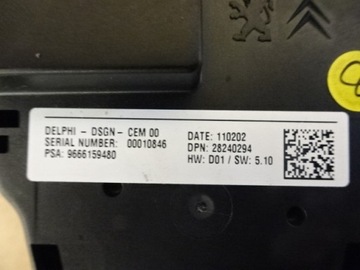 DELPHI - DSGN - CEM 00
SERIAL NUMBER: 00010846
PSA: 9666159480
DATE: 110202
DPN: 28240294
HW: D01 / SW: 5.10